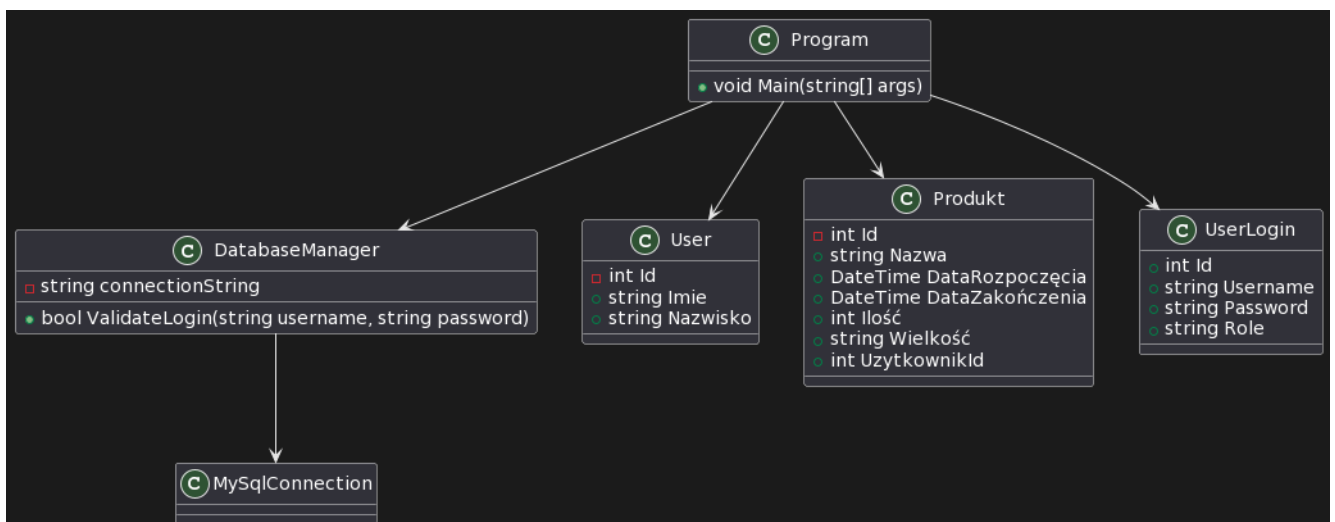 C Program
void Main(string[] args)
C DatabaseManager
string connectionString
bool ValidateLogin(string username, string password)
C User
int Id
string Imie
string Nazwisko
C Produkt
int Id
string Nazwa
DateTime DataRozpoczęcia
DateTime DataZakończenia
int Ilość
string Wielkość
int UzytkownikId
C UserLogin
int Id
string Username
string Password
string Role
C MySqlConnection